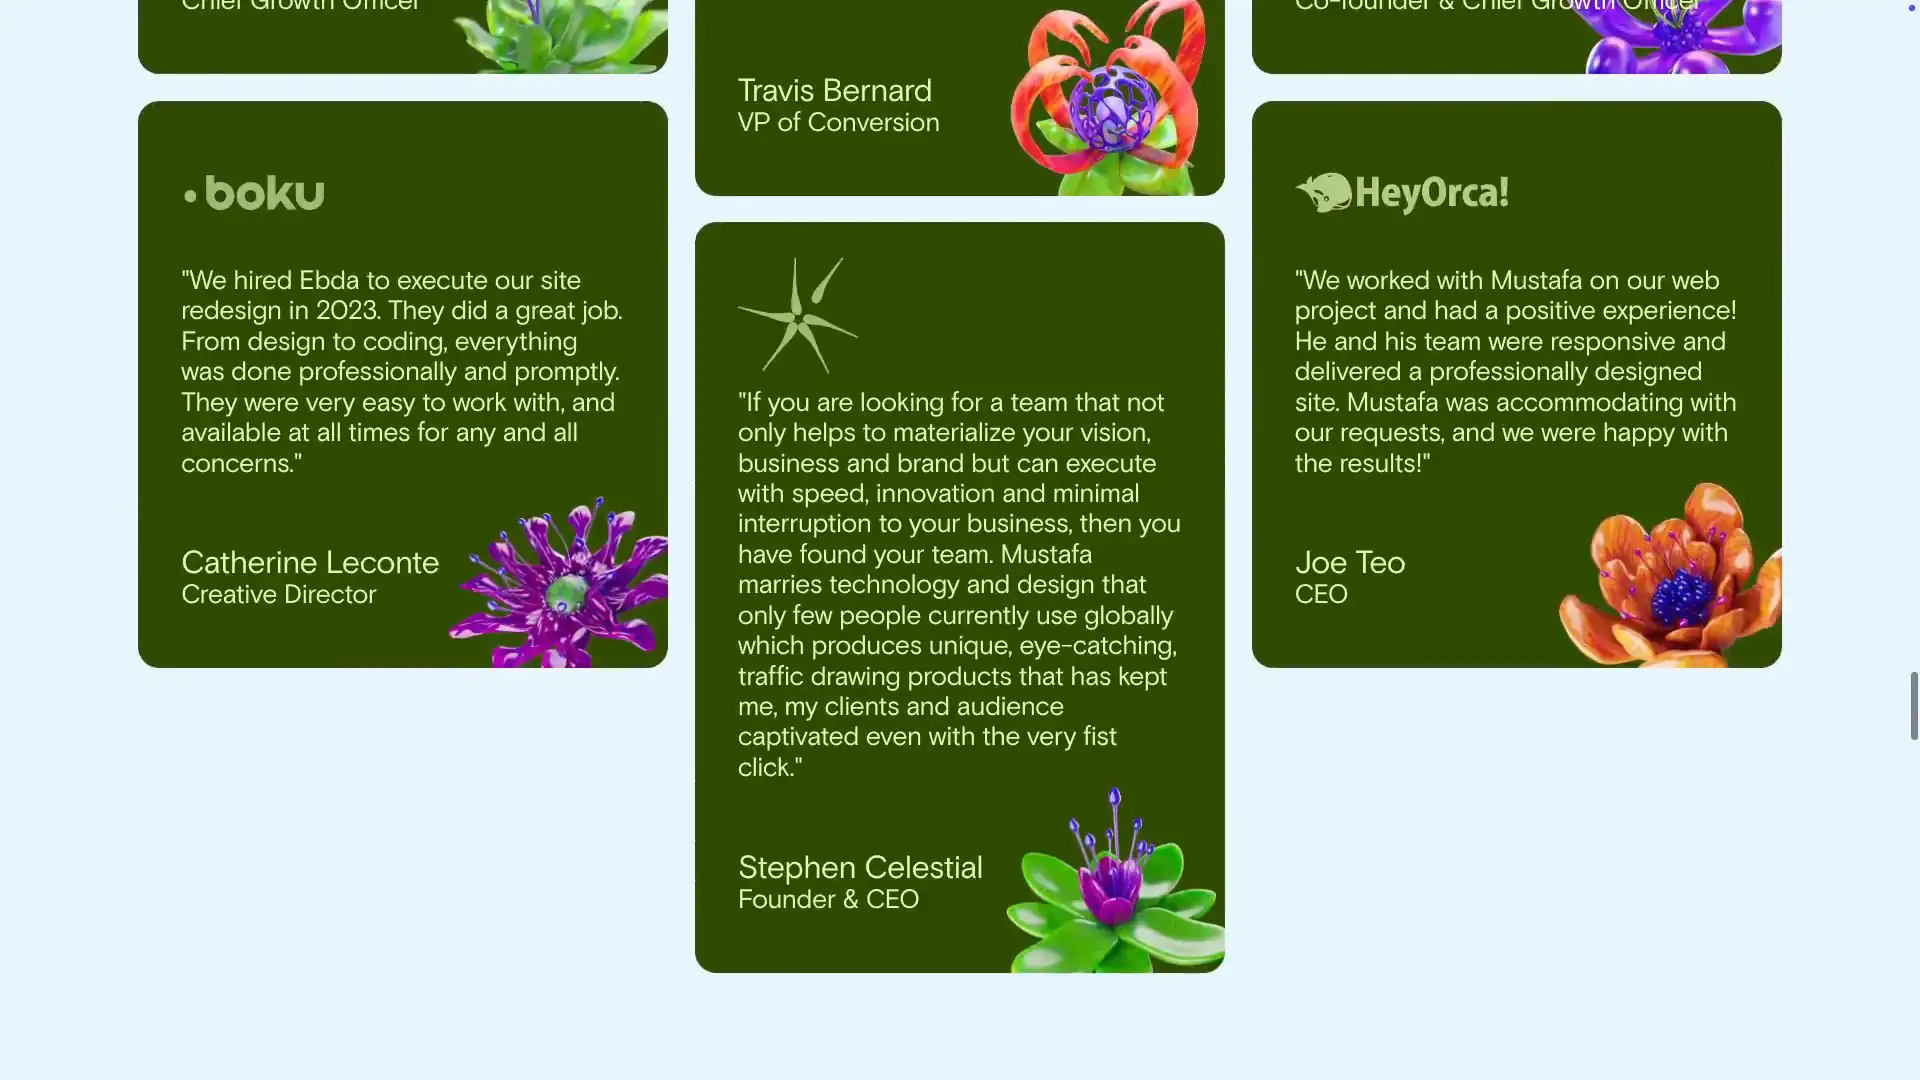 Chief Growth Officer
Travis Bernard
VP of Conversion
Co-founder & Chief Growth Officer
boku
"We hired Ebda to execute our site
redesign in 2023. They did a great job.
From design to coding, everything
was done professionally and promptly.
They were very easy to work with, and
available at all times for any and all
concerns."
Catherine Leconte
Creative Director
"If you are looking for a team that not
only helps to materialize your vision,
business and brand but can execute
with speed, innovation and minimal
interruption to your business, then you
have found your team. Mustafa
marries technology and design that
only few people currently use globally
which produces unique, eye-catching,
traffic drawing products that has kept
me, my clients and audience
captivated even with the very fist
click."
Stephen Celestial
Founder & CEO
HeyOrca!
"We worked with Mustafa on our web
project and had a positive experience!
He and his team were responsive and
delivered a professionally designed
site. Mustafa was accommodating with
our requests, and we were happy with
the results!"
Joe Teo
CEO